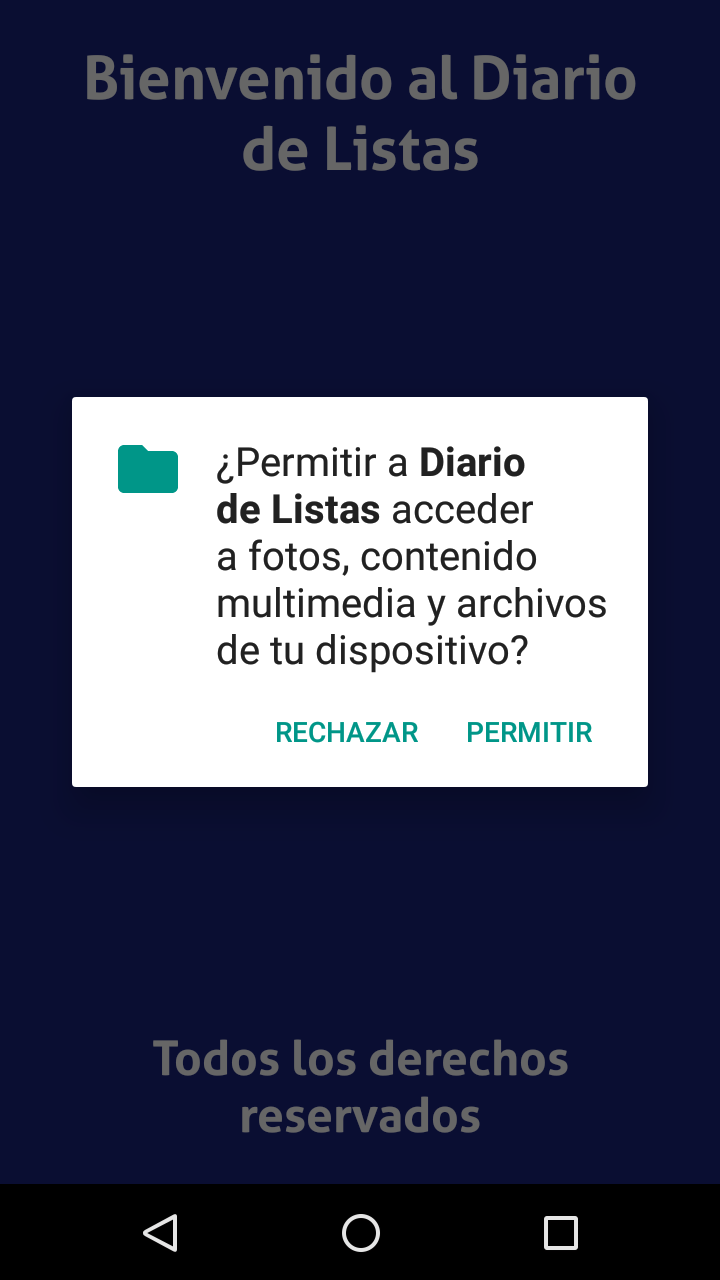 Bienvenido al Diario
de Listas
¿Permitir a Diario
de Listas acceder
a fotos, contenido
multimedia y archivos
de tu dispositivo?
RECHAZAR PERMITIR
Todos los derechos
reservados